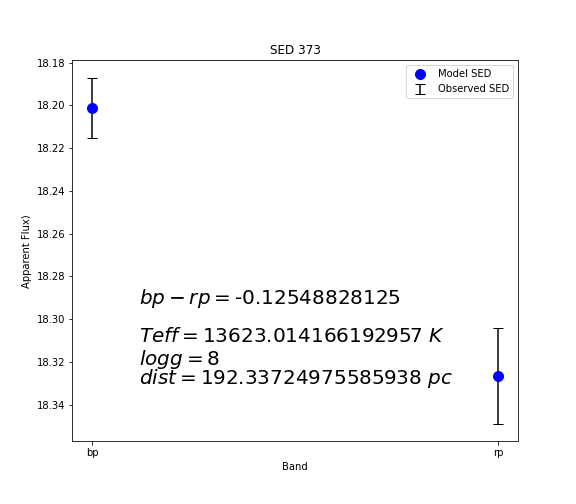 SED 373
Model SED
Observed SED
18.18
18.20
18.22
18.24
18.26
18.28
18.30
18.32
18.34
Apparent Flux)
bp − rp = -0.12548828125
Teff = 13623.014166192957 K
logg = 8
dist = 192.33724975585938 pc
bp
rp
Band